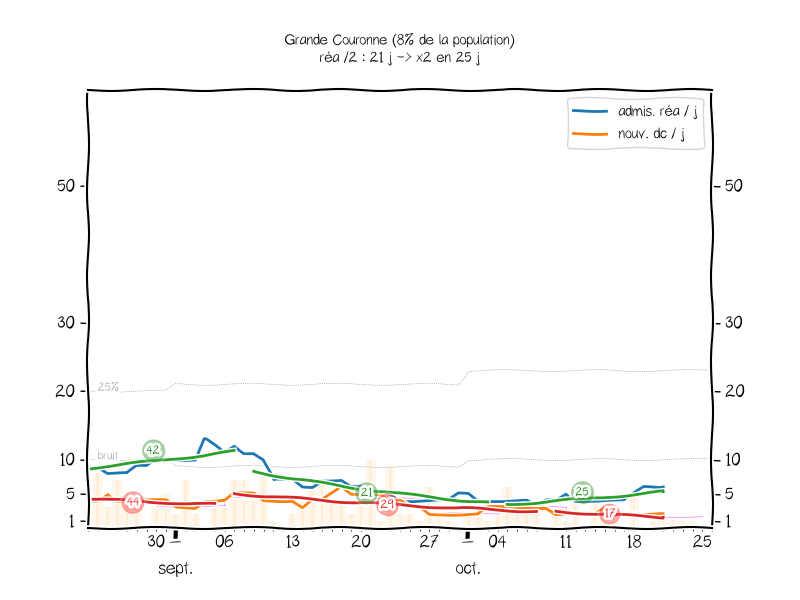 Grande Couronne (8% de la population)
réa /2 : 21 j -> x2 en 25 j
admis. réa / j
nouv. dc / j
50 50
30 30
25%
20 20
42
bruit
10 10
5 5
44 21 29 25 17
1 1
30 06 13 20 27 04 11 18 25
sept. oct.